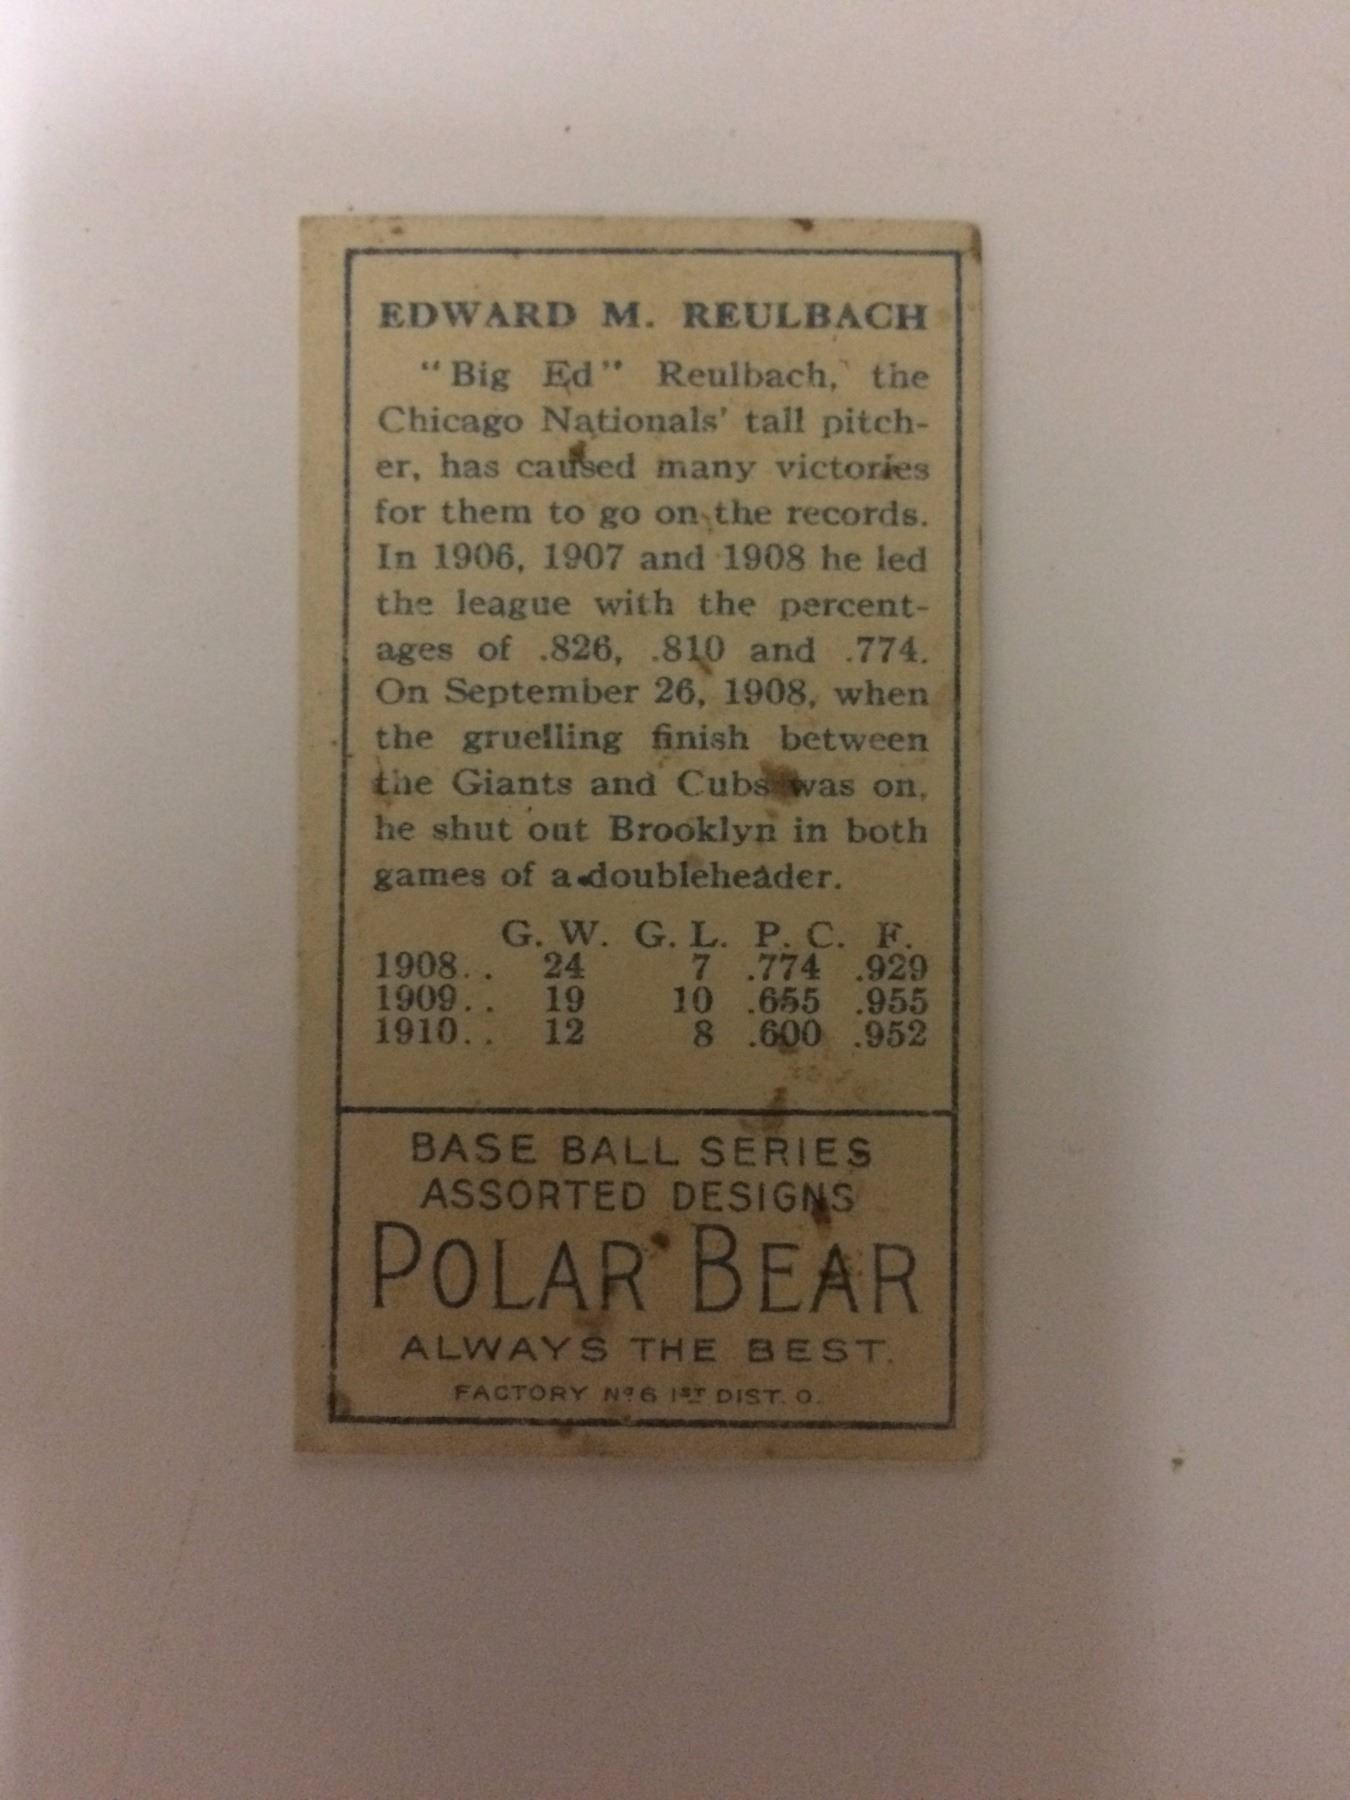 EDWARD M. REULBACH
"Big Ed" Reulbach, the
Chicago Nationals' tall pitch-
er, has caused many victories
for them to go on the records.
In 1906, 1907 and 1908 he led
the league with the percent-
ages of .826, .810 and .774.
On September 26, 1908, when
the gruelling finish between
the Giants and Cubs was on,
he shut out Brooklyn in both
games of a doubleheader.
G. W. G. L. P. C. F.
1908.. 24 7 .774 .929
1909.. 19 10 .655 .955
1910.. 12 8 .600 .952
BASE BALL SERIES
ASSORTED DESIGNS
POLAR BEAR
ALWAYS THE BEST.
FACTORY Nº 6 1ST DIST. O.